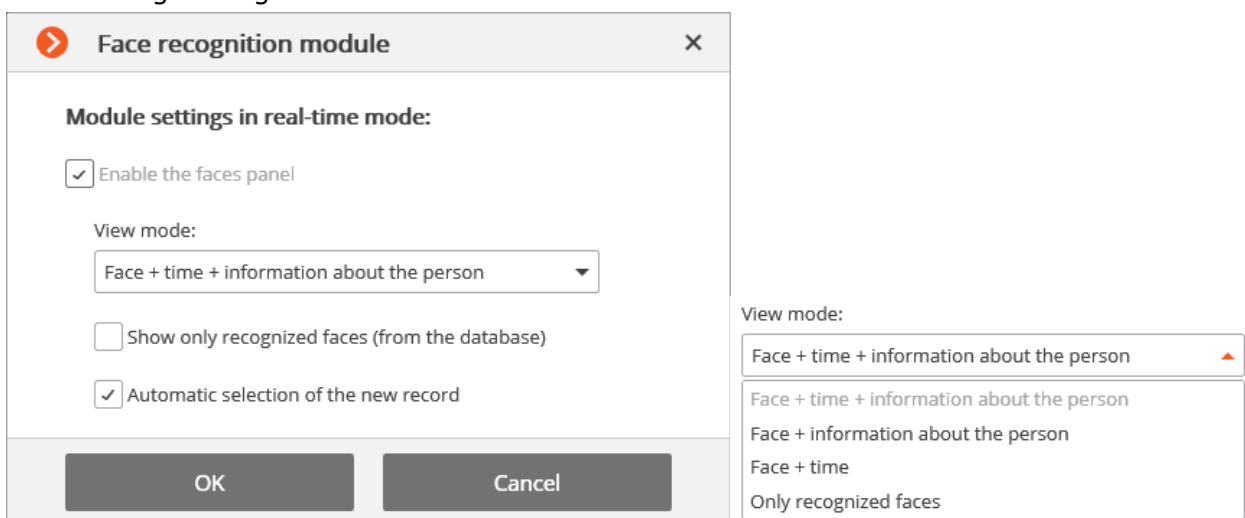 Face recognition module
Module settings in real-time mode:
Enable the faces panel
View mode:
Face + time + information about the person
Show only recognized faces (from the database)
Automatic selection of the new record
OK
Cancel
View mode:
Face + time + information about the person
Face + time + information about the person
Face + information about the person
Face + time
Only recognized faces